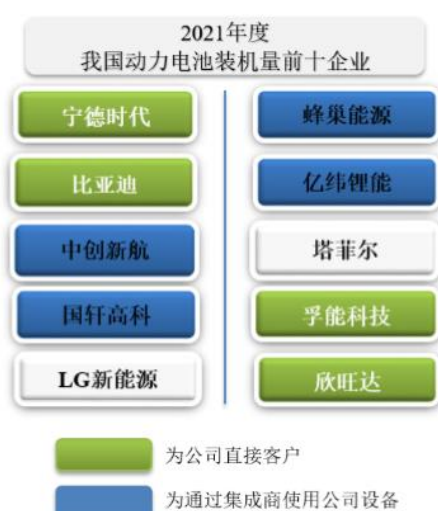 2021年度
我国动力电池装机量前十企业
宁德时代
比亚迪
中创新航
国轩高科
LG新能源
蜂巢能源
亿纬锂能
塔菲尔
孚能科技
欣旺达
为公司直接客户
为通过集成商使用公司设备